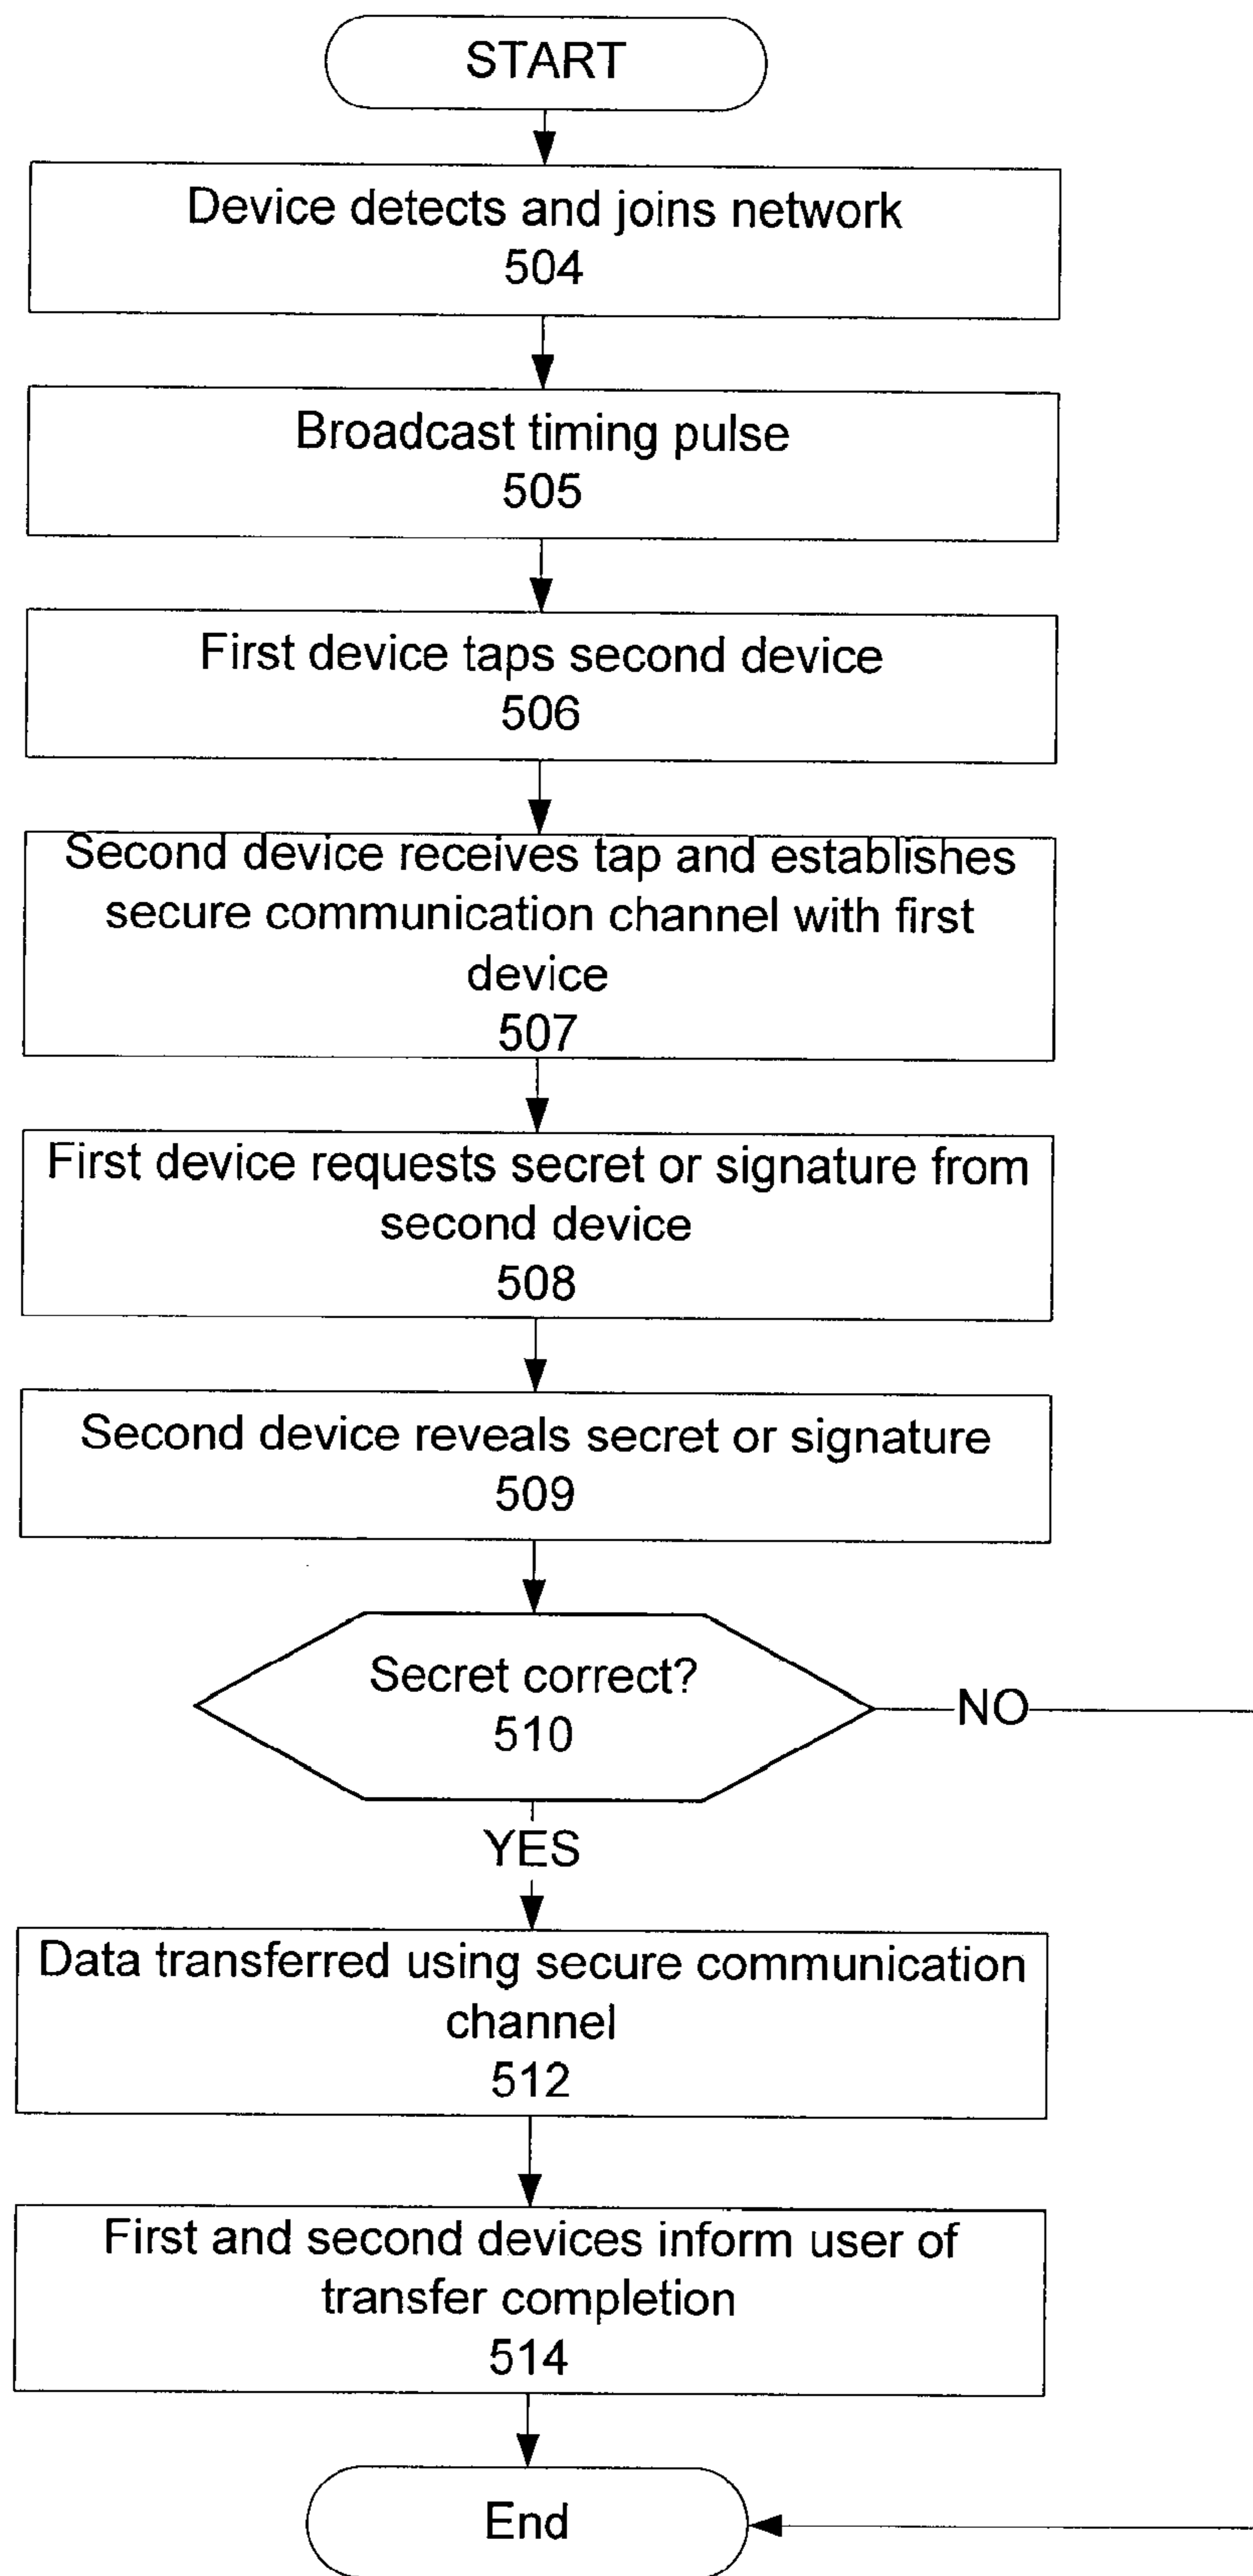 START
Device detects and joins network
504
Broadcast timing pulse
505
First device taps second device
506
Second device receives tap and establishes
secure communication channel with first
device
507
First device requests secret or signature from
second device
508
Second device reveals secret or signature
509
Secret correct?
510
NO
YES
Data transferred using secure communication
channel
512
First and second devices inform user of
transfer completion
514
End